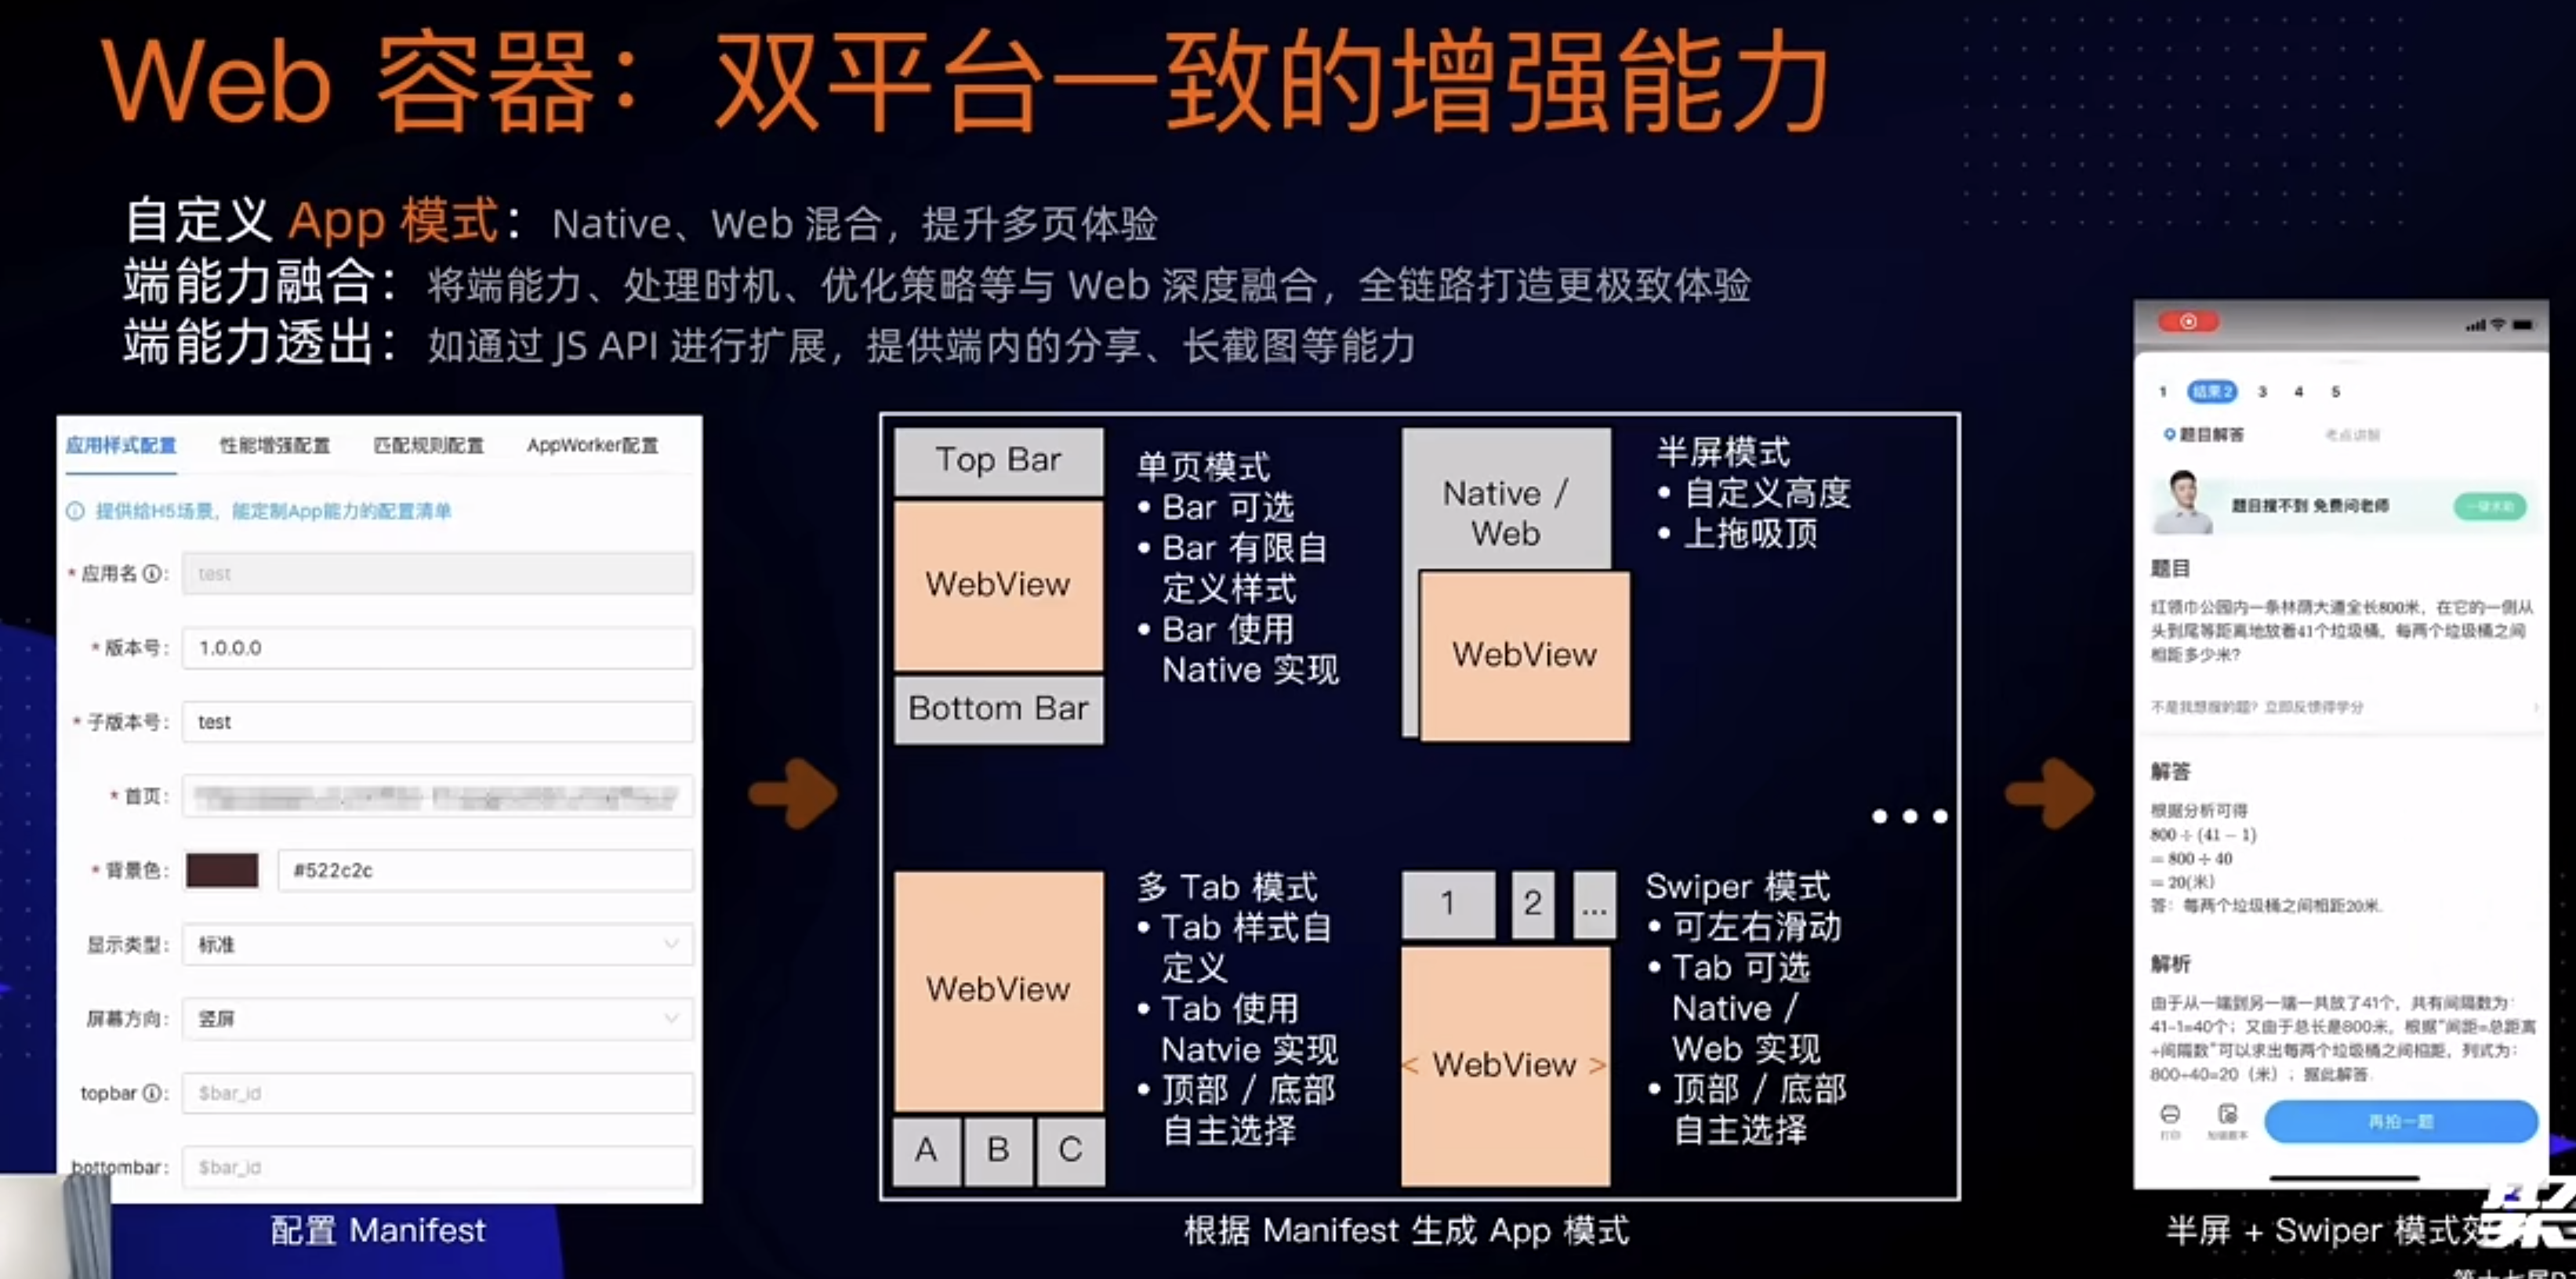 Web 容器：双平台一致的增强能力
自定义 App 模式：Native、Web 混合，提升多页体验
端能力融合：将端能力、处理时机、优化策略等与 Web 深度融合，全链路打造更极致体验
端能力透出：如通过 JS API 进行扩展，提供端内的分享、长截图等能力
应用样式配置 性能增强配置 匹配规则配置 AppWorker配置
提供给H5场景，能定制App能力的配置清单
* 应用名 : test
* 版本号: 1.0.0.0
* 子版本号: test
* 首页:
* 背景色: #522c2c
显示类型: 标准
屏幕方向: 竖屏
topbar : $bar_id
bottombar: $bar_id
配置 Manifest
Top Bar
WebView
Bottom Bar
单页模式
• Bar 可选
• Bar 有限自
定义样式
• Bar 使用
Native 实现
Native /
Web
WebView
半屏模式
• 自定义高度
• 上拖吸顶
WebView
A B C
多 Tab 模式
• Tab 样式自
定义
• Tab 使用
Natvie 实现
• 顶部 / 底部
自主选择
1 2 ...
< WebView >
Swiper 模式
• 可左右滑动
• Tab 可选
Native /
Web 实现
• 顶部 / 底部
自主选择
•••
根据 Manifest 生成 App 模式
1 结果2 3 4 5
题目解答 考点讲解
题目搜不到 免费问老师 一键求助
题目
红领巾公园内一条林荫大道全长800米，在它的一侧从
头到尾等距离地放着41个垃圾桶，每两个垃圾桶之间
相距多少米?
不是我想搜的题？立即反馈得学分
解答
根据分析可得
800 ÷ (41 − 1)
= 800 ÷ 40
= 20(米)
答：每两个垃圾桶之间相距20米.
解析
由于从一端到另一端一共放了41个，共有间隔数为：
41-1=40个；又由于总长是800米，根据“间距=总距离
÷间隔数”可以求出每两个垃圾桶之间相距，列式为：
800÷40=20（米）；据此解答.
打印
再拍一题
半屏 + Swiper 模式效